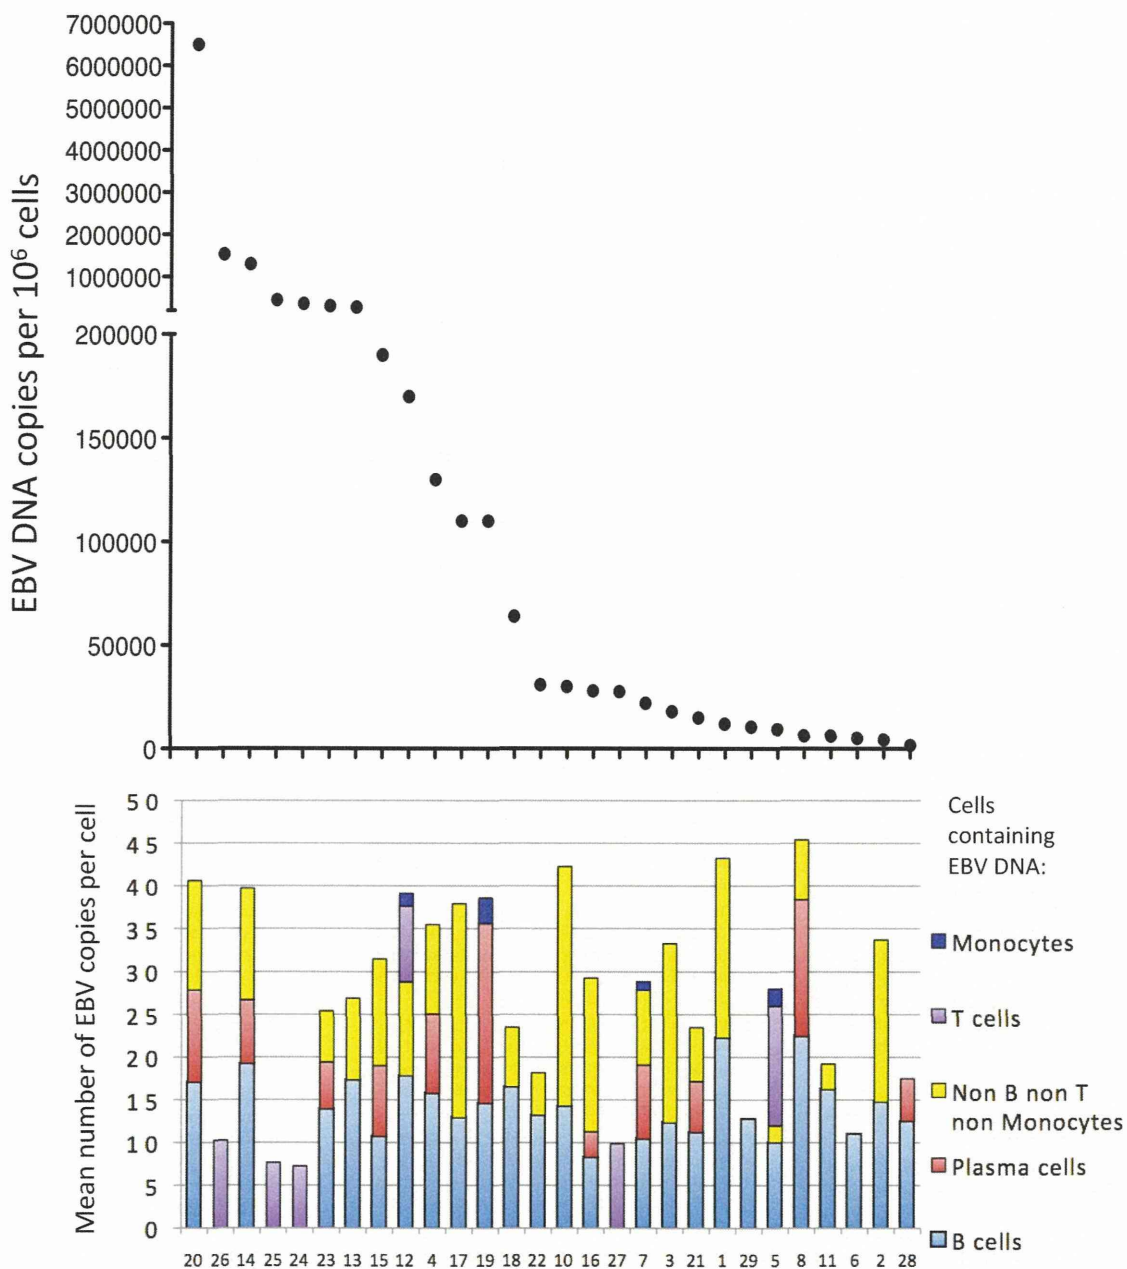 EBV DNA copies per 10⁶ cells
7000000
6000000
5000000
4000000
3000000
2000000
1000000
200000
150000
100000
50000
0
Mean number of EBV copies per cell
50
45
40
35
30
25
20
15
10
5
0
20 26 14 25 24 23 13 15 12 4 17 19 18 22 10 16 27 7 3 21 1 29 5 8 11 6 2 28
Cells
containing
EBV DNA:
Monocytes
T cells
Non B non T
non Monocytes
Plasma cells
B cells